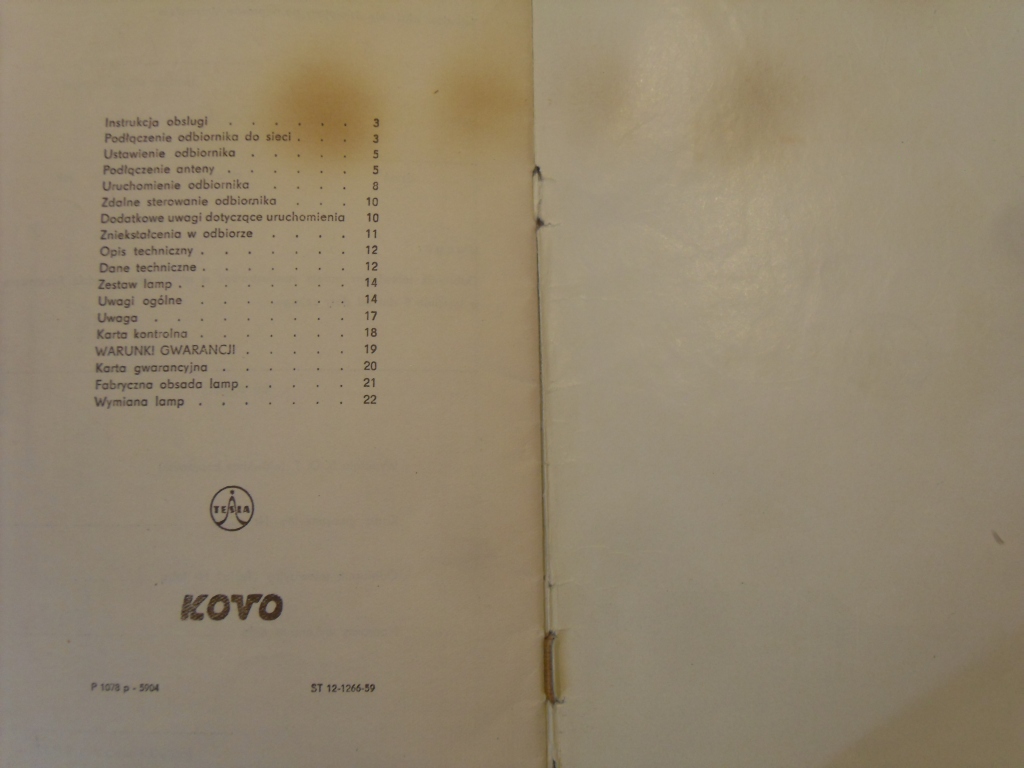 Instrukcja obsługi . . . . . . 3
Podłączenie odbiornika do sieci . . . 3
Ustawienie odbiornika . . . . . 5
Podłączenie anteny . . . . . . 5
Uruchomienie odbiornika . . . . 8
Zdalne sterowanie odbiornika . . . 10
Dodatkowe uwagi dotyczące uruchomienia 10
Zniekształcenia w odbiorze . . . . 11
Opis techniczny . . . . . . . 12
Dane techniczne . . . . . . . 12
Zestaw lamp . . . . . . . . 14
Uwagi ogólne . . . . . . . 14
Uwaga . . . . . . . . . 17
Karta kontrolna . . . . . . . 18
WARUNKI GWARANCJI . . . . . 19
Karta gwarancyjna . . . . . . 20
Fabryczna obsada lamp . . . . . 21
Wymiana lamp . . . . . . . 22
TESLA
KOVO
P 1078 p - 5904 ST 12-1266-59